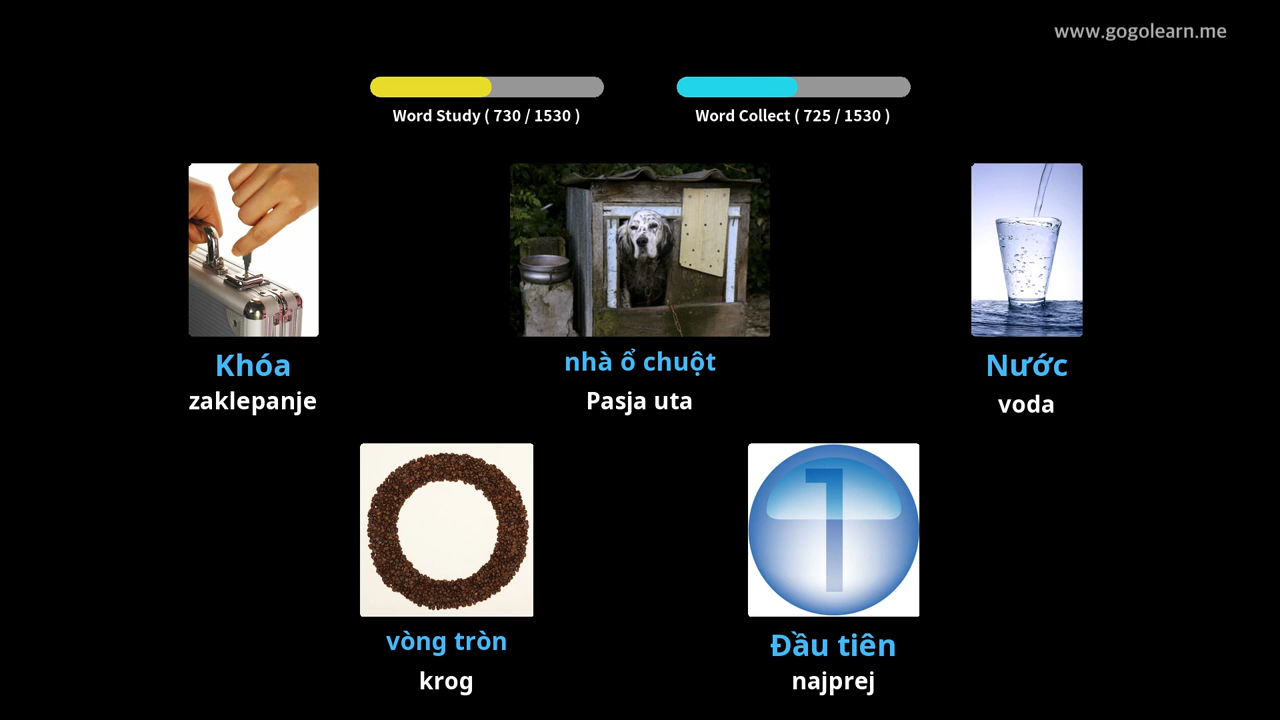 www.gogolearn.me
Word Study ( 730 / 1530 )
Word Collect ( 725 / 1530 )
Khóa
zaklepanje
nhà ổ chuột
Pasja uta
Nước
voda
1
vòng tròn
krog
Đầu tiên
najprej